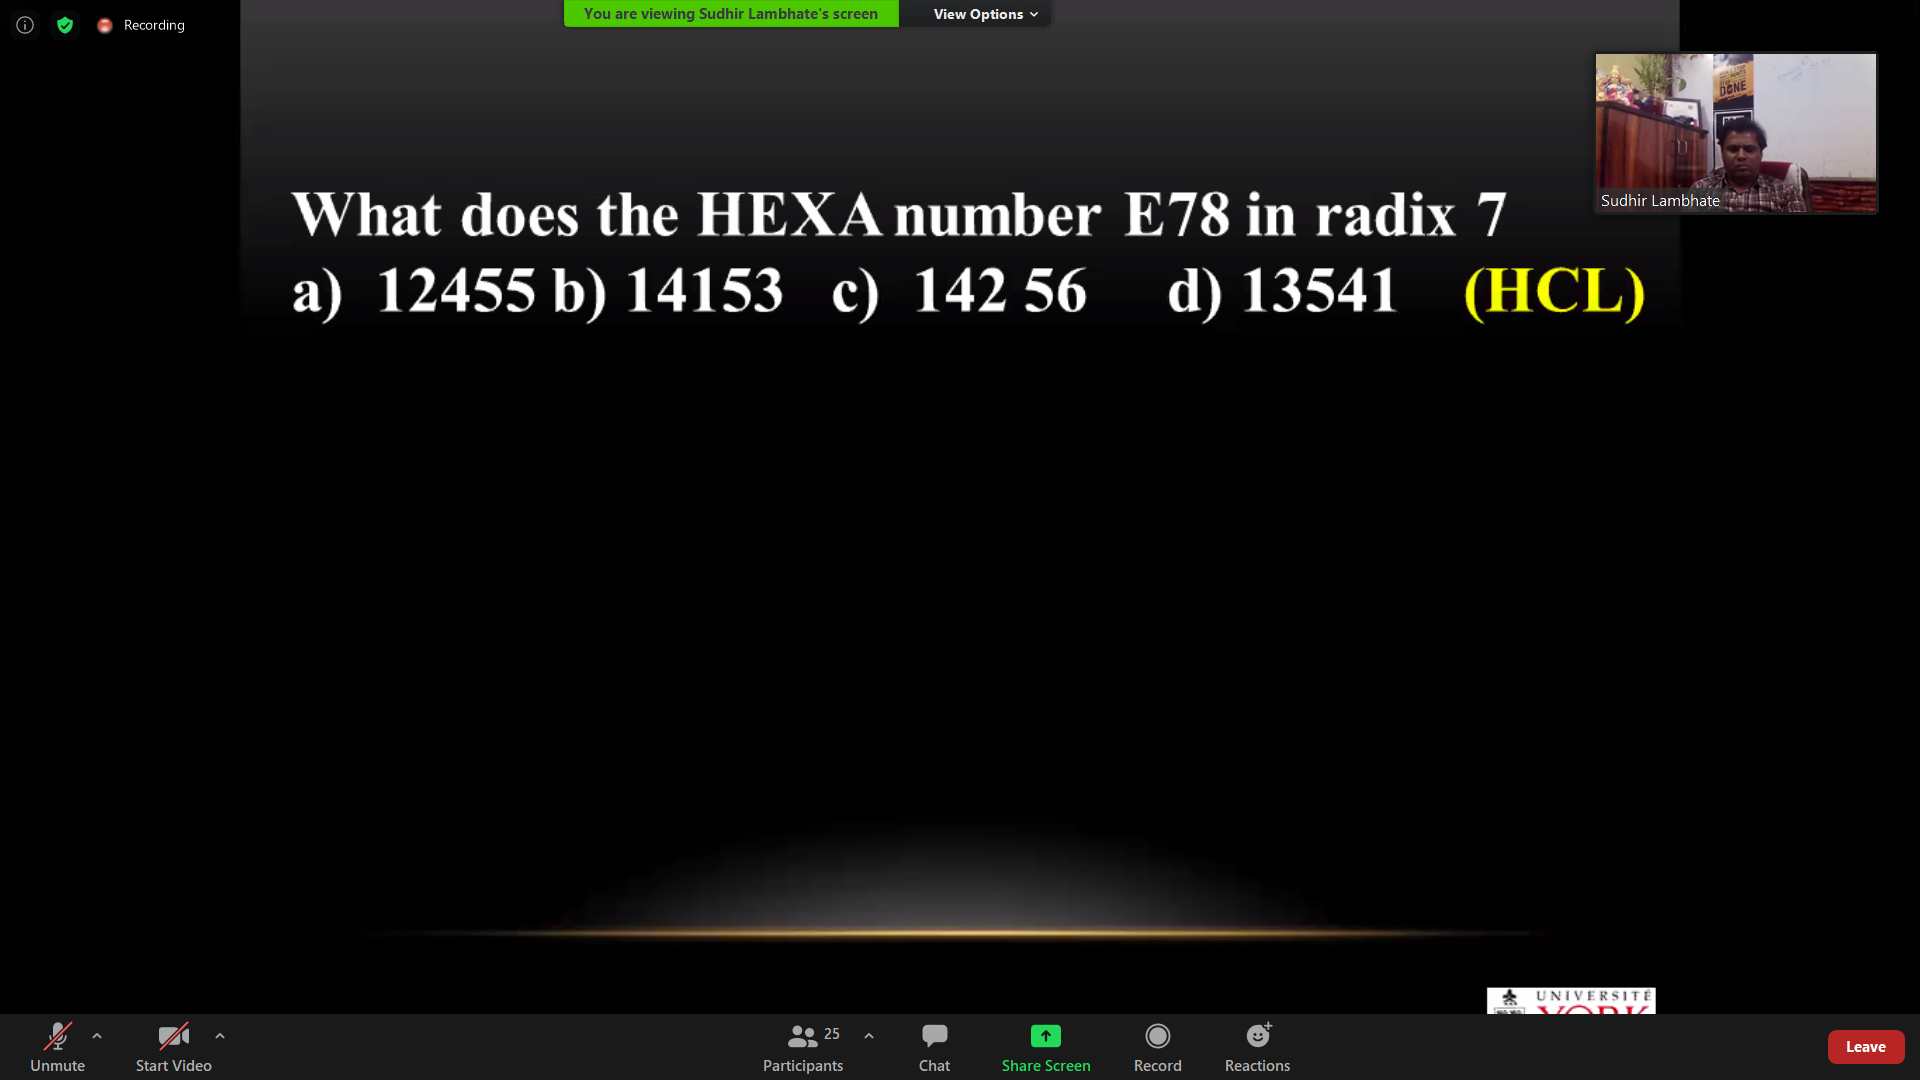 Recording
You are viewing Sudhir Lambhate's screen
View Options
DONE
Sudhir Lambhate
What does the HEXA number E78 in radix 7
a) 12455 b) 14153 c) 142 56 d) 13541 (HCL)
UNIVERSITÉ
YORK
Unmute
Start Video
25
Participants
Chat
Share Screen
Record
Reactions
Leave